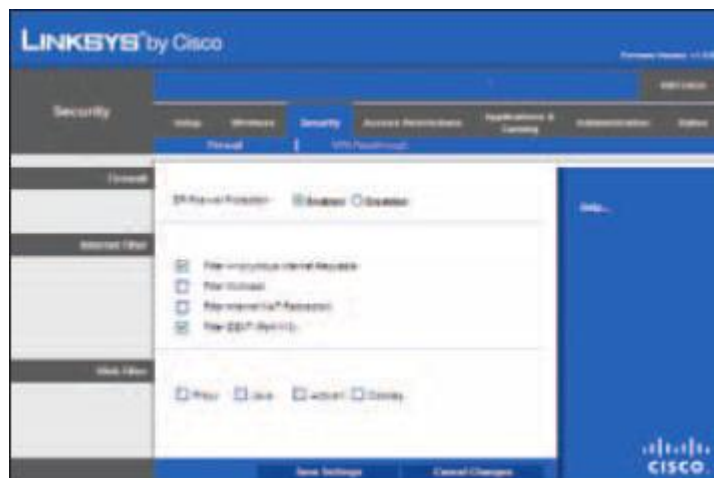 LINKSYS by Cisco
Firmware Version
Security
Setup Wireless Security Access Restrictions Applications & Gaming Administration Status
Firewall VPN Passthrough
Firewall
SPI Firewall Protection Enabled Disabled
Help...
Internet Filter
Filter Anonymous Internet Requests
Filter Multicast
Filter Internet NAT Redirection
Filter IDENT (Port 113)
Web Filter
Proxy Java ActiveX Cookies
Save Settings Cancel Changes
CISCO